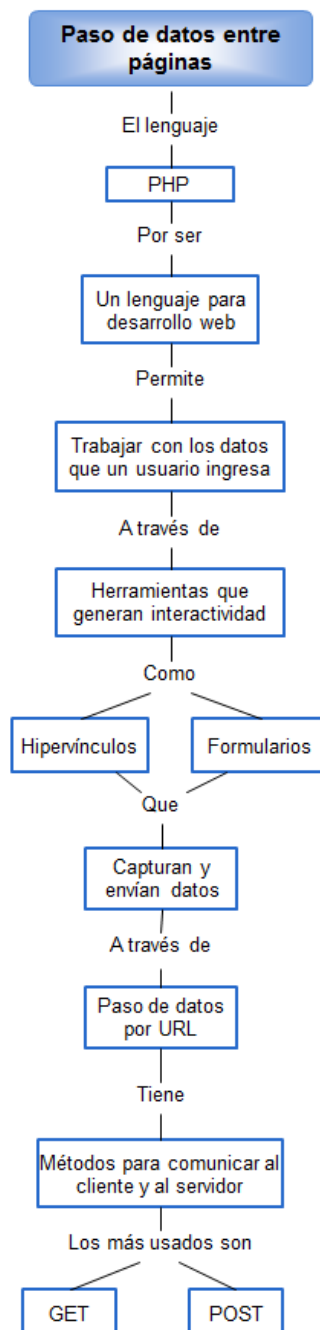 Paso de datos entre
páginas
El lenguaje
PHP
Por ser
Un lenguaje para
desarrollo web
Permite
Trabajar con los datos
que un usuario ingresa
A través de
Herramientas que
generan interactividad
Como
Hipervínculos
Formularios
Que
Capturan y
envían datos
A través de
Paso de datos
por URL
Tiene
Métodos para comunicar al
cliente y al servidor
Los más usados son
GET
POST